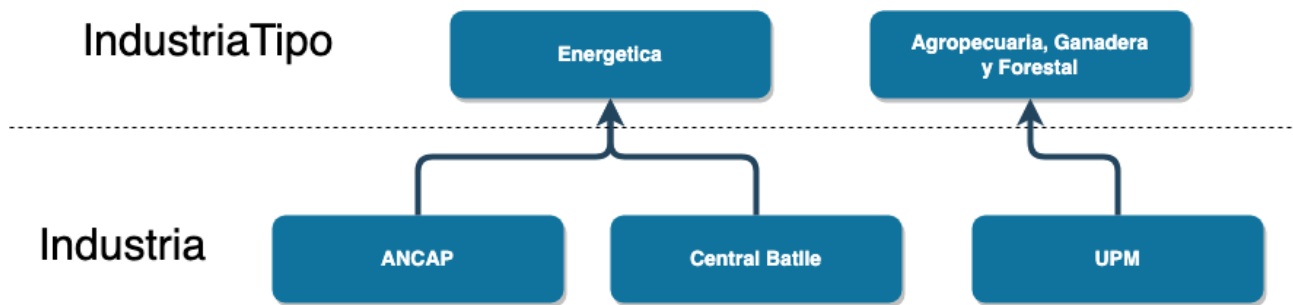 IndustriaTipo
Energetica
Agropecuaria, Ganadera
y Forestal
Industria
ANCAP
Central Batlle
UPM